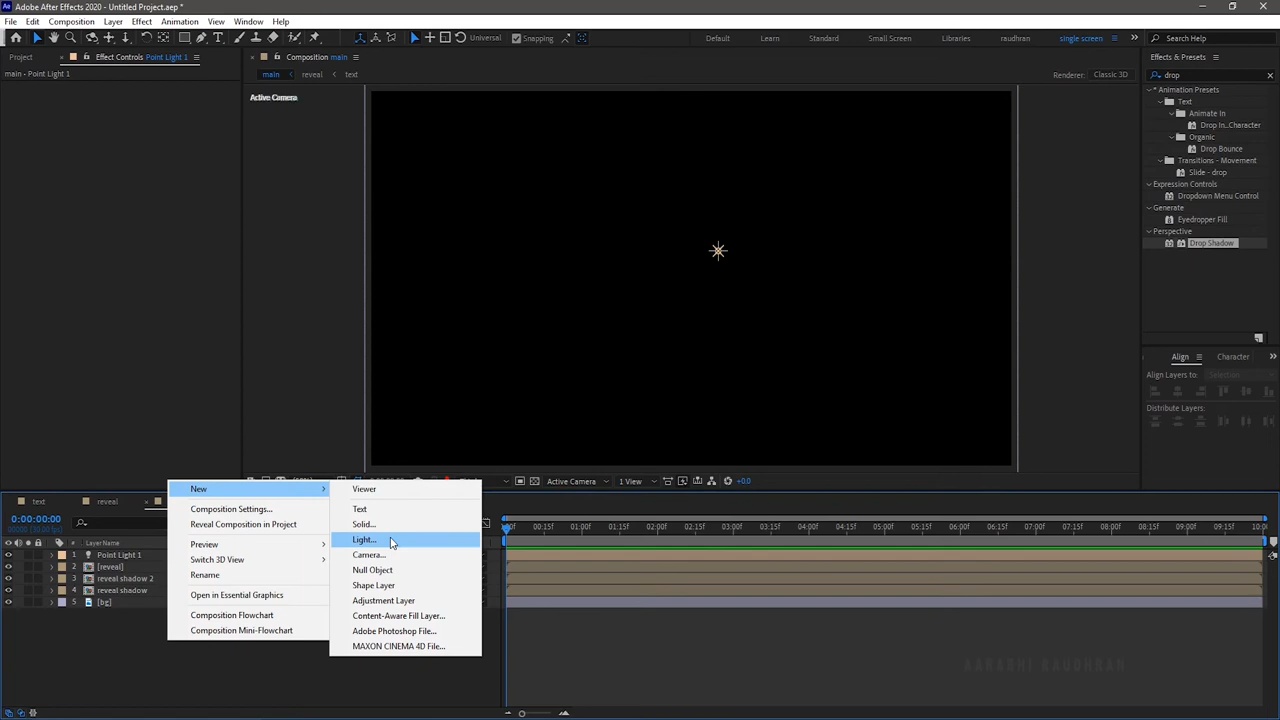 Adobe After Effects 2020 - Untitled Project.aep *
File Edit Composition Layer Effect Animation View Window Help
Universal Snapping Default Learn Standard Small Screen Libraries raudhran single screen Search Help
Project Effect Controls Point Light 1 Composition main Effects & Presets
main • Point Light 1
main reveal text Renderer: Classic 3D
drop
Active Camera
* Animation Presets
Text
Animate In
Drop In...Character
Organic
Drop Bounce
Transitions - Movement
Slide - drop
Expression Controls
Dropdown Menu Control
Generate
Eyedropper Fill
Perspective
Drop Shadow
Align Character
Align Layers to: Selection
Distribute Layers:
Active Camera 1 View +0.0
New
Composition Settings...
Reveal Composition in Project
Preview
Switch 3D View
Rename
Open in Essential Graphics
Composition Flowchart
Composition Mini-Flowchart
Viewer
Text
Solid...
Light...
Camera...
Null Object
Shape Layer
Adjustment Layer
Content-Aware Fill Layer...
Adobe Photoshop File...
MAXON CINEMA 4D File...
text reveal
0:00:00:00
00:15f 01:00f 01:15f 02:00f 02:15f 03:00f 03:15f 04:00f 04:15f 05:00f 05:15f 06:00f 06:15f 07:00f 07:15f 08:00f 08:15f 09:00f 09:15f 10:0
# Layer Name
1 Point Light 1
2 [reveal]
3 reveal shadow 2
4 reveal shadow
5 [bg]
AARASHI RAUDHRAN